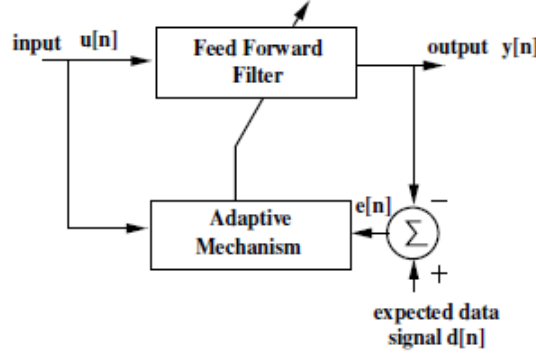 input u[n]
Feed Forward
Filter
output y[n]
Adaptive
Mechanism
e[n]
−
Σ
+
expected data
signal d[n]